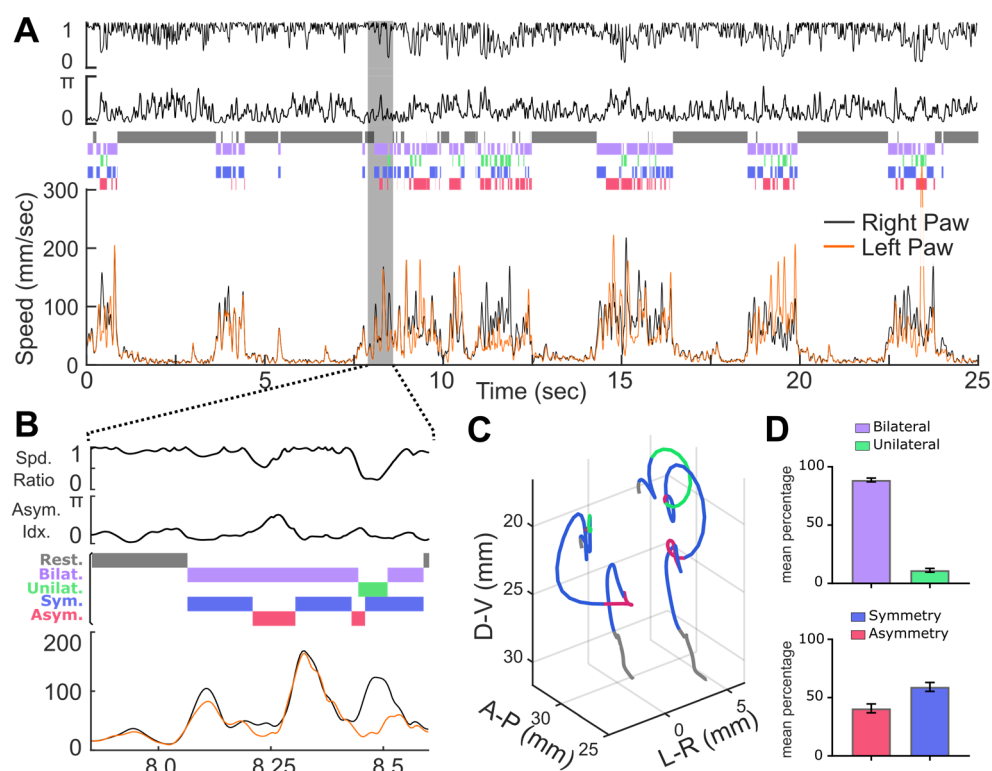 A
1
0
π
0
300
200
100
0
Speed (mm/sec)
Right Paw
Left Paw
0 5 10 15 20 25
Time (sec)
B
Spd.
Ratio
1
0
Asym.
Idx.
π
0
Rest.
Bilat.
Unilat.
Sym.
Asym.
200
100
0
8.0 8.25 8.5
C
20
25
30
D-V (mm)
A-P (mm)
30
25
L-R (mm)
0
5
D
Bilateral
Unilateral
100
50
0
mean percentage
Symmetry
Asymmetry
100
50
0
mean percentage